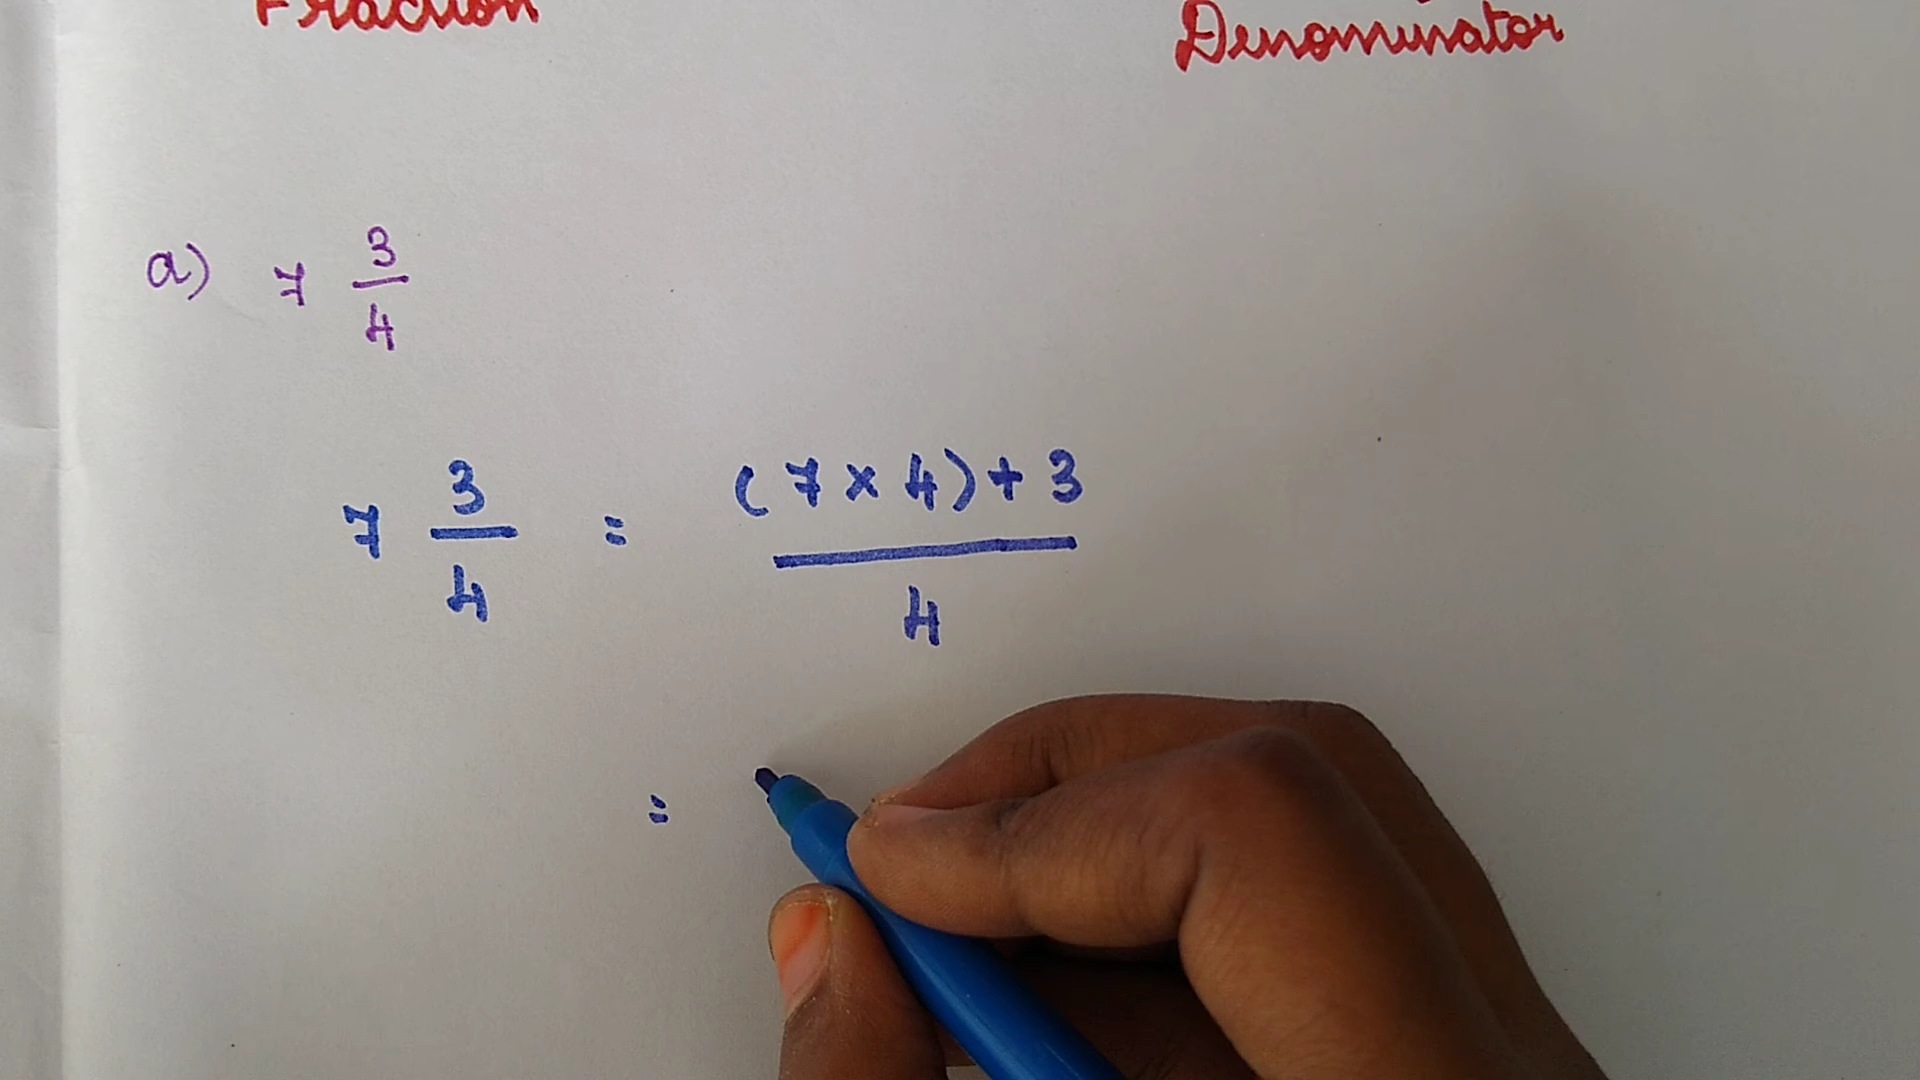 Fraction
Denominator
a) 7 3/4
7 3/4 = (7 × 4) + 3 / 4
=